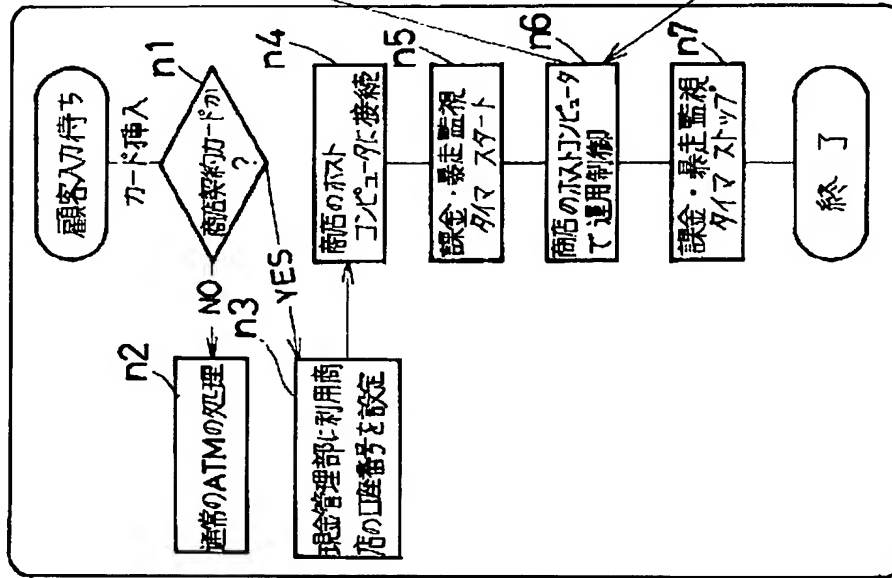 顧客入力待ち
カード挿入
n1
商店契約カードか
?
NO
YES
n2
通常のATMの処理
n3
現金管理部に利用商
店の口座番号を設定
n4
商店のホスト
コンピュータに接続
n5
課金・暴走監視
タイマ スタート
n6
商店のホストコンピュータ
で運用制御
n7
課金・暴走監視
タイマ ストップ
終了